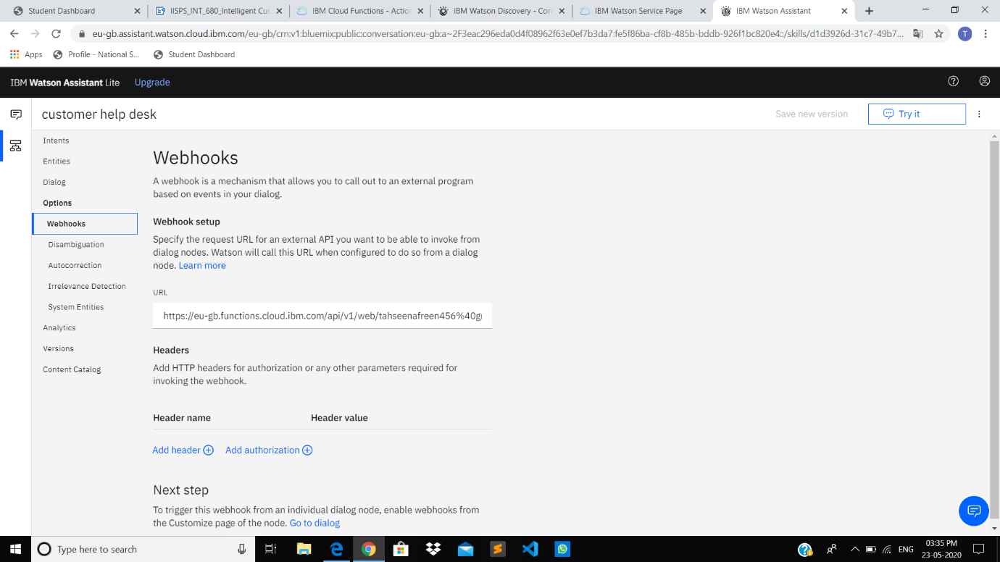 Student Dashboard
IISPS_INT_680_Intelligent Cus
IBM Cloud Functions - Action
IBM Watson Discovery - Con
IBM Watson Service Page
IBM Watson Assistant
eu-gb.assistant.watson.cloud.ibm.com/eu-gb/crn:v1:bluemix:public:conversation:eu-gb:a~2F3eac296eda0d4f08962f63e0ef7b3da7:fe5f86ba-cf8b-485b-bddb-926f1bc820e4::/skills/d1d3926d-31c7-49b7...
T
Apps
Profile - National S...
Student Dashboard
IBM Watson Assistant Lite
Upgrade
customer help desk
Save new version
Try it
Intents
Entities
Dialog
Options
Webhooks
Disambiguation
Autocorrection
Irrelevance Detection
System Entities
Analytics
Versions
Content Catalog
Webhooks
A webhook is a mechanism that allows you to call out to an external program
based on events in your dialog.
Webhook setup
Specify the request URL for an external API you want to be able to invoke from
dialog nodes. Watson will call this URL when configured to do so from a dialog
node. Learn more
URL
https://eu-gb.functions.cloud.ibm.com/api/v1/web/tahseenafreen456%40g
Headers
Add HTTP headers for authorization or any other parameters required for
invoking the webhook.
Header name Header value
Add header Add authorization
Next step
To trigger this webhook from an individual dialog node, enable webhooks from
the Customize page of the node. Go to dialog
Type here to search
ENG
03:35 PM
23-05-2020